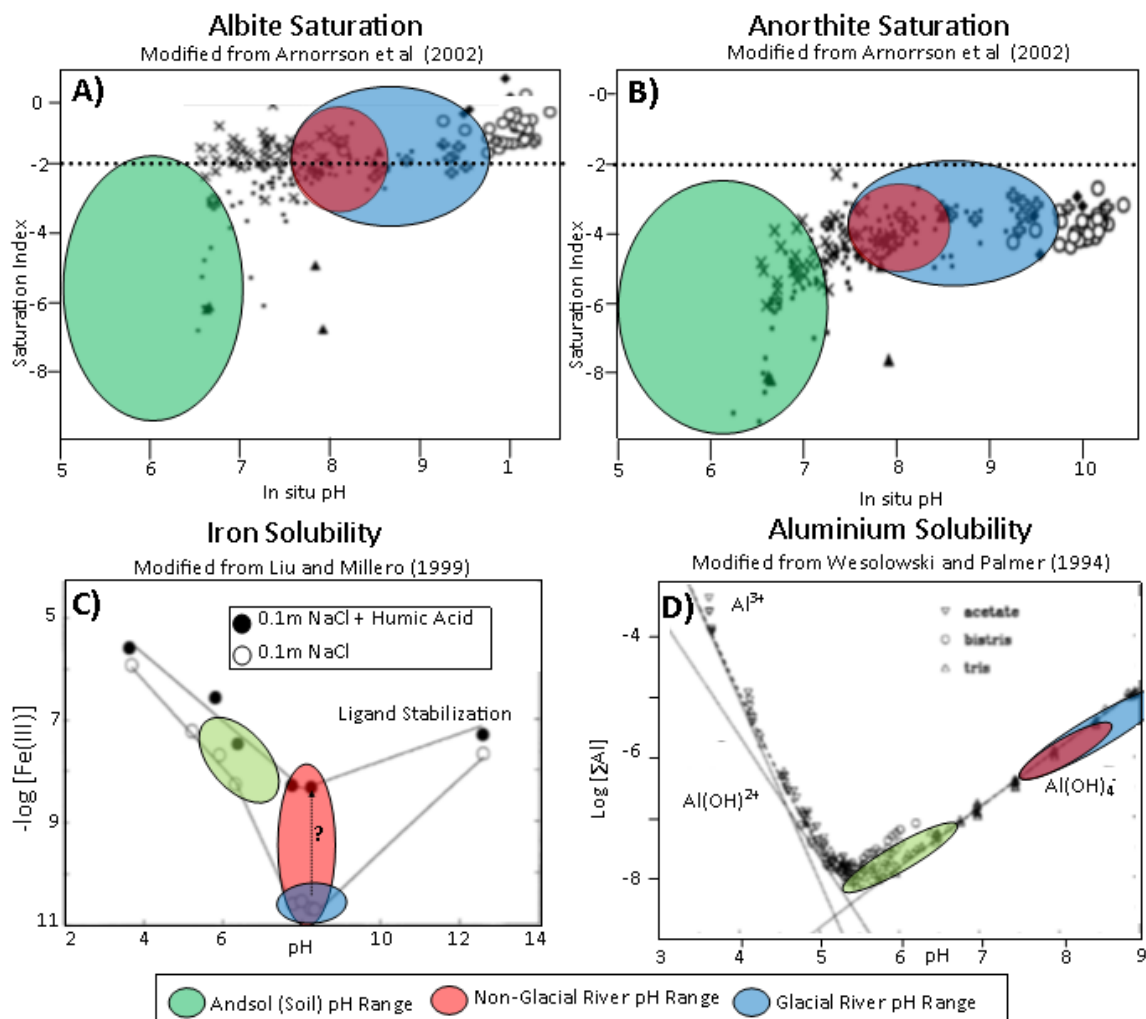 Albite Saturation
Modified from Arnorrson et al (2002)
A)
0
-2
-4
-6
-8
Saturation Index
5 6 7 8 9 1
In situ pH
Anorthite Saturation
Modified from Arnorrson et al (2002)
B)
-0
-2
-4
-6
-8
Saturation Index
5 6 7 8 9 10
In situ pH
Iron Solubility
Modified from Liu and Millero (1999)
C)
0.1m NaCl + Humic Acid
0.1m NaCl
Ligand Stabilization
?
5
7
9
11
-log [Fe(III)]
2 4 6 8 10 12 14
pH
Aluminium Solubility
Modified from Wesolowski and Palmer (1994)
D)
Al³⁺
acetate
bistris
tris
Al(OH)²⁺
Al(OH)₄⁻
-4
-6
-8
Log [ΣAl]
3 4 5 6 7 8 9
pH
Andsol (Soil) pH Range
Non-Glacial River pH Range
Glacial River pH Range